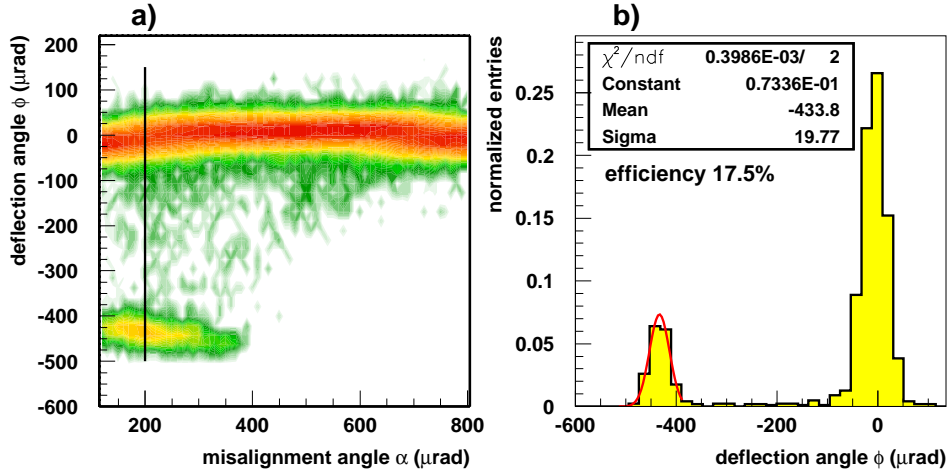 a)
deflection angle ϕ (μrad)
200
100
0
-100
-200
-300
-400
-500
-600
200
400
600
800
misalignment angle α (μrad)
b)
normalized entries
0.25
0.2
0.15
0.1
0.05
0
χ²/ndf 0.3986E-03/ 2
Constant 0.7336E-01
Mean -433.8
Sigma 19.77
efficiency 17.5%
-600
-400
-200
0
deflection angle ϕ (μrad)